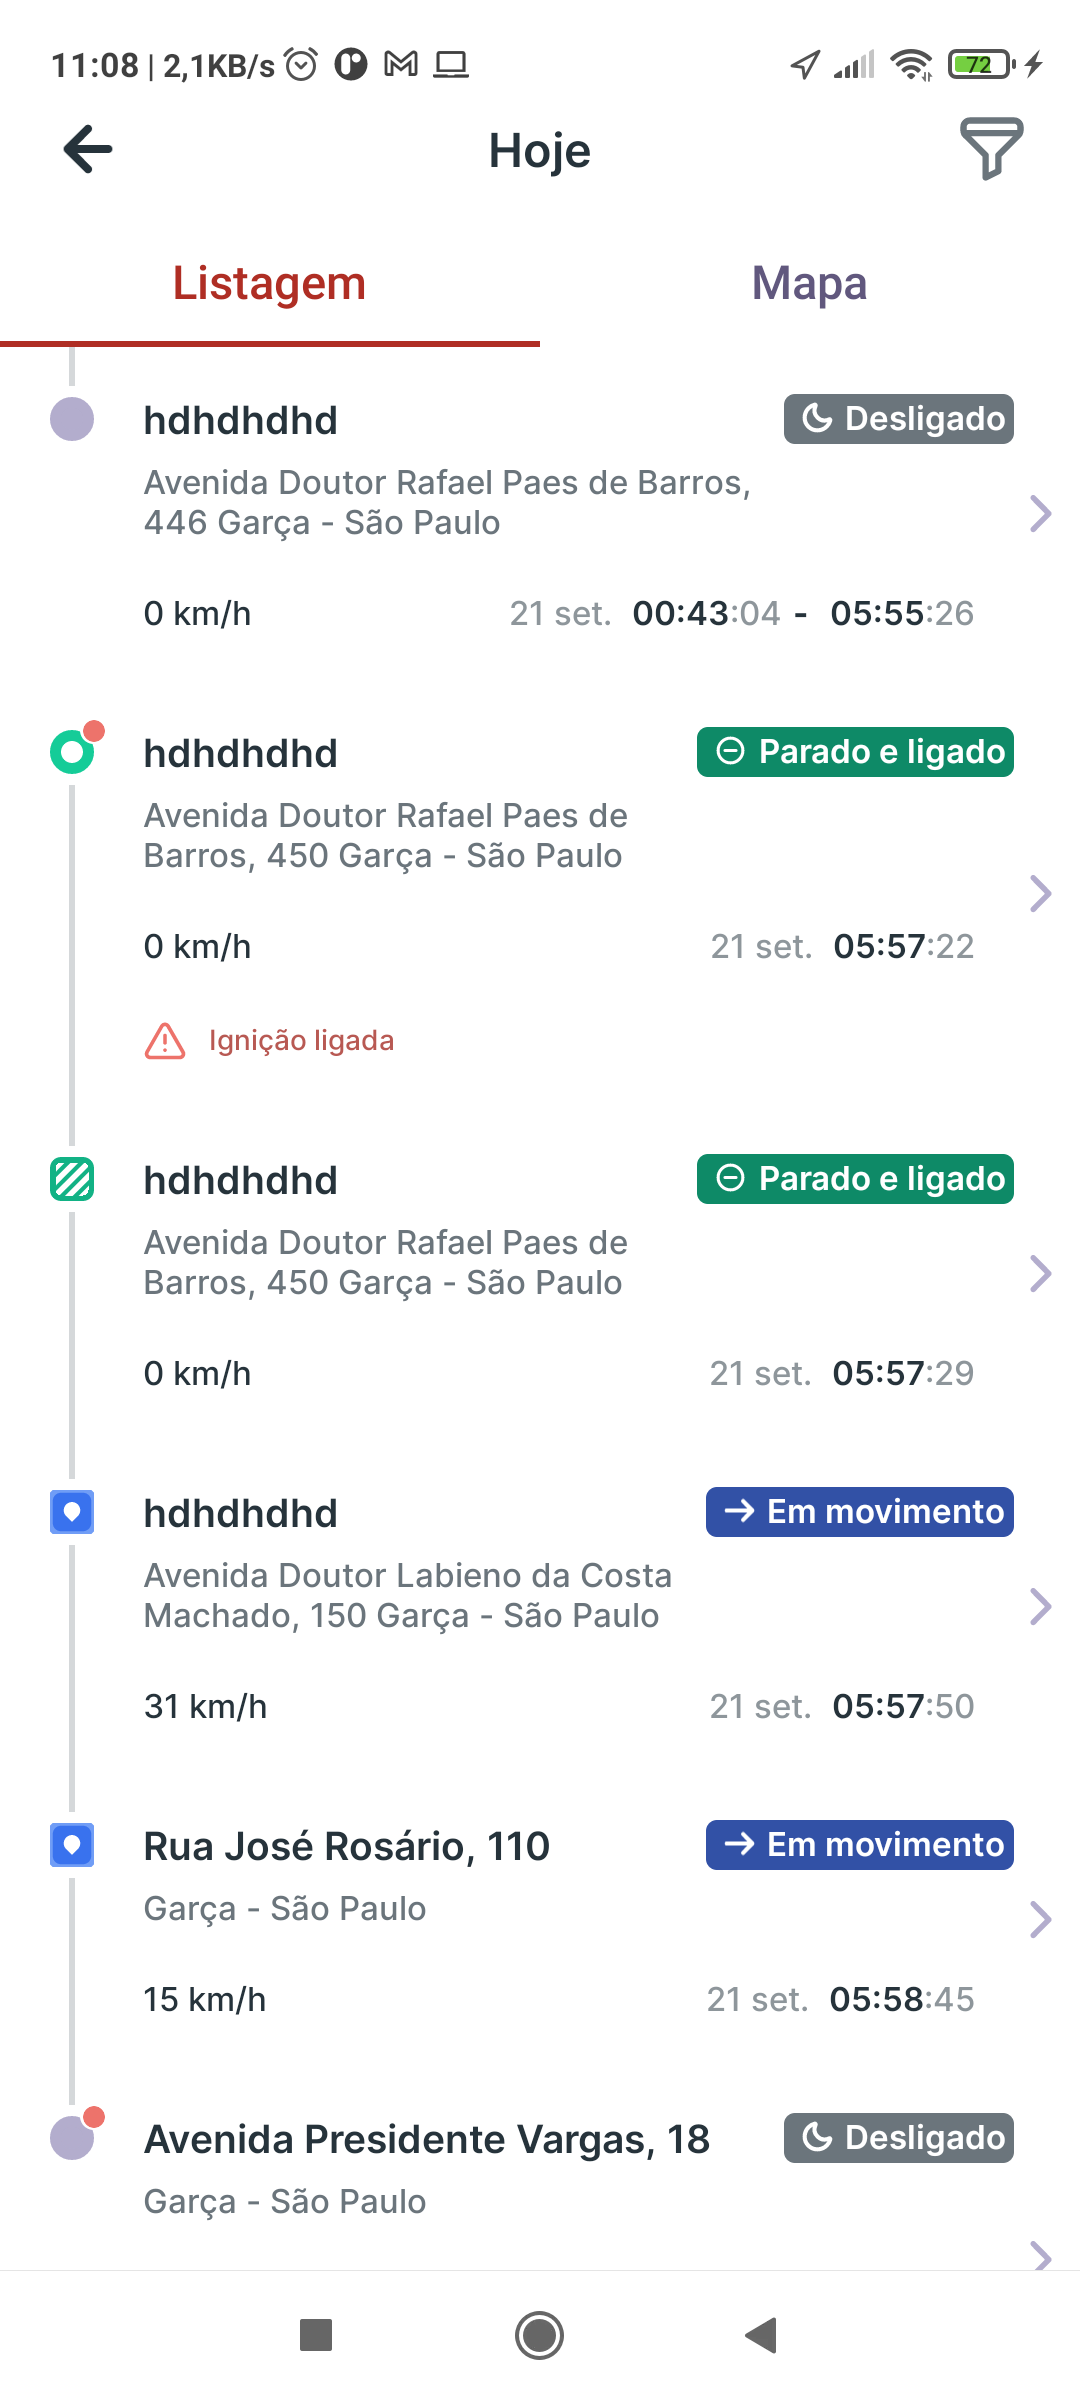 11:08 | 2,1KB/s
72
Hoje
Listagem
Mapa
hdhdhdhd
Desligado
Avenida Doutor Rafael Paes de Barros,
446 Garça - São Paulo
0 km/h
21 set. 00:43:04 - 05:55:26
hdhdhdhd
Parado e ligado
Avenida Doutor Rafael Paes de
Barros, 450 Garça - São Paulo
0 km/h
21 set. 05:57:22
Ignição ligada
hdhdhdhd
Parado e ligado
Avenida Doutor Rafael Paes de
Barros, 450 Garça - São Paulo
0 km/h
21 set. 05:57:29
hdhdhdhd
Em movimento
Avenida Doutor Labieno da Costa
Machado, 150 Garça - São Paulo
31 km/h
21 set. 05:57:50
Rua José Rosário, 110
Em movimento
Garça - São Paulo
15 km/h
21 set. 05:58:45
Avenida Presidente Vargas, 18
Desligado
Garça - São Paulo